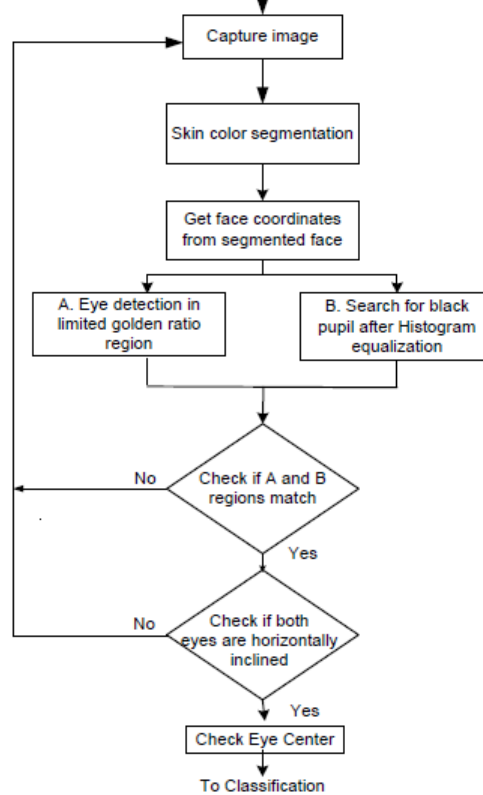 Capture image
Skin color segmentation
Get face coordinates
from segmented face
A. Eye detection in
limited golden ratio
region
B. Search for black
pupil after Histogram
equalization
No
Check if A and B
regions match
Yes
No
Check if both
eyes are horizontally
inclined
Yes
Check Eye Center
To Classification